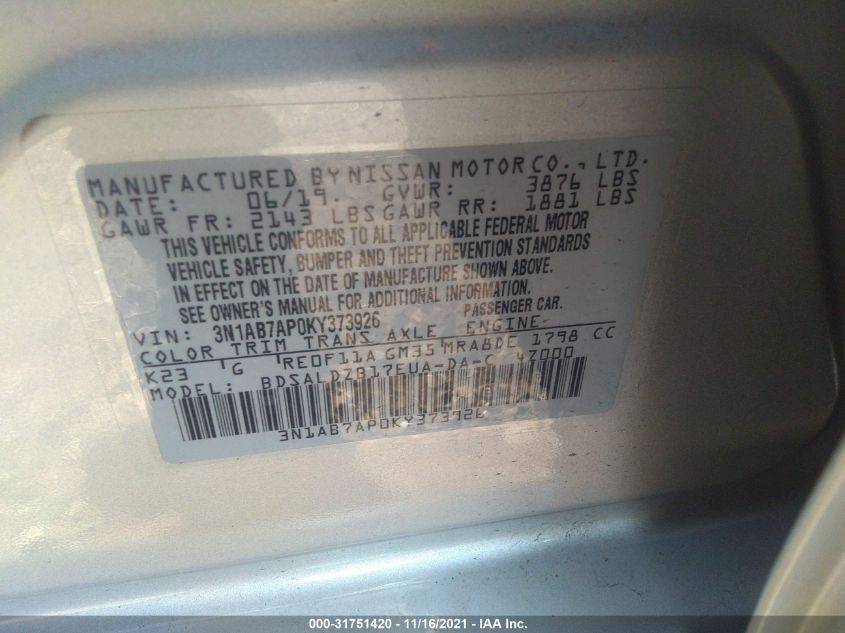 MANUFACTURED BY NISSAN MOTOR CO., LTD.
DATE: 06/19. GVWR: 3876 LBS
GAWR FR: 2143 LBS GAWR RR: 1881 LBS
THIS VEHICLE CONFORMS TO ALL APPLICABLE FEDERAL MOTOR
VEHICLE SAFETY, BUMPER AND THEFT PREVENTION STANDARDS
IN EFFECT ON THE DATE OF MANUFACTURE SHOWN ABOVE.
SEE OWNER'S MANUAL FOR ADDITIONAL INFORMATION.
PASSENGER CAR.
VIN: 3N1AB7AP0KY373926
COLOR TRIM TRANS AXLE ENGINE
K23 G RE0F11A GM35 MRA8DE 1798 CC
MODEL: BDSALDZB17EUA-DA-C 47000
3N1AB7AP0KY373926
000-31751420 - 11/16/2021 - IAA Inc.